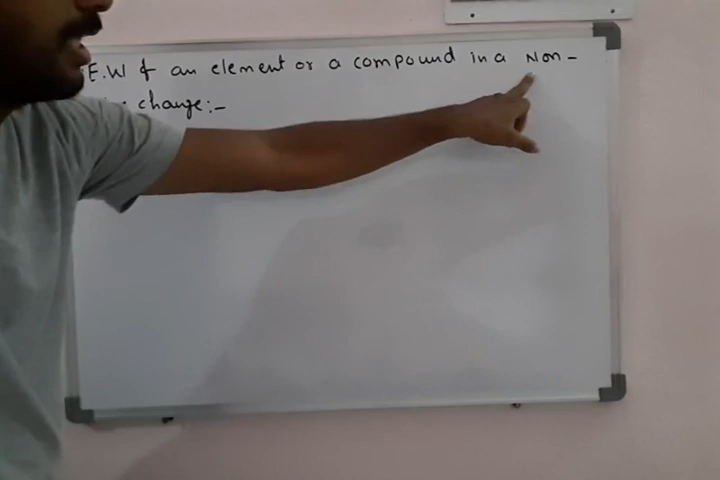 E.W of an element or a compound in a Non-
change:-